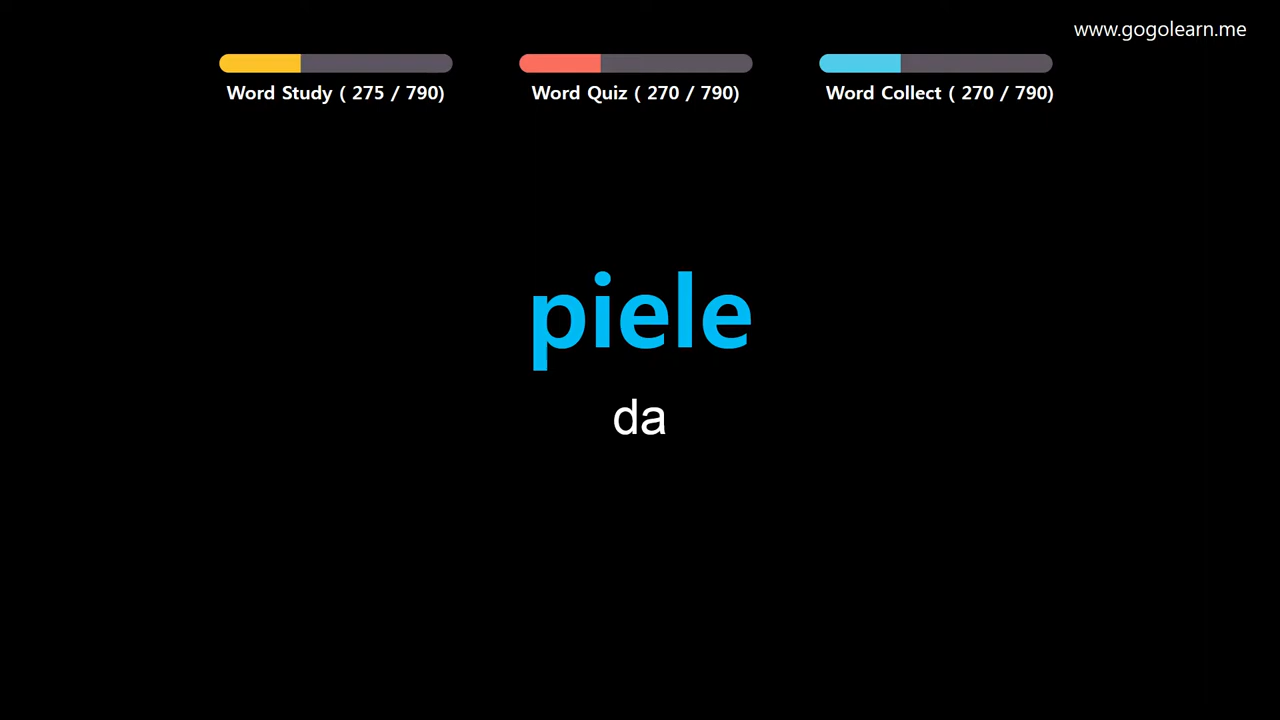 www.gogolearn.me
Word Study ( 275 / 790)
Word Quiz ( 270 / 790)
Word Collect ( 270 / 790)
piele
da